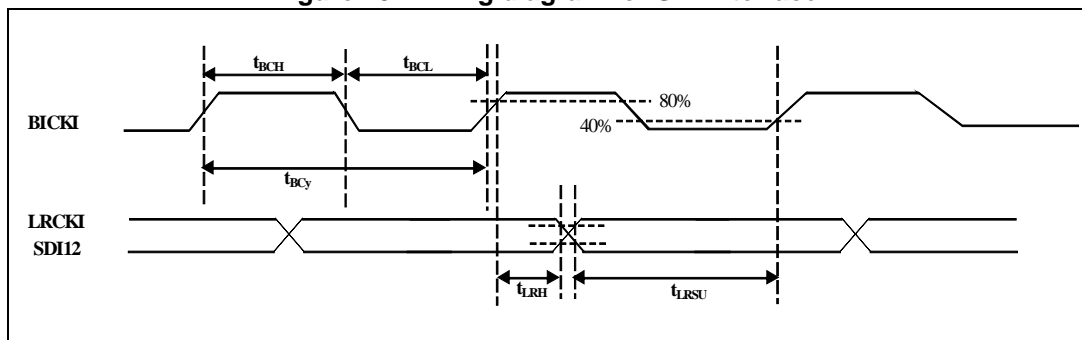 tBCH
tBCL
BICKI
80%
40%
tBCy
LRCKI
SDI12
tLRH
tLRSU